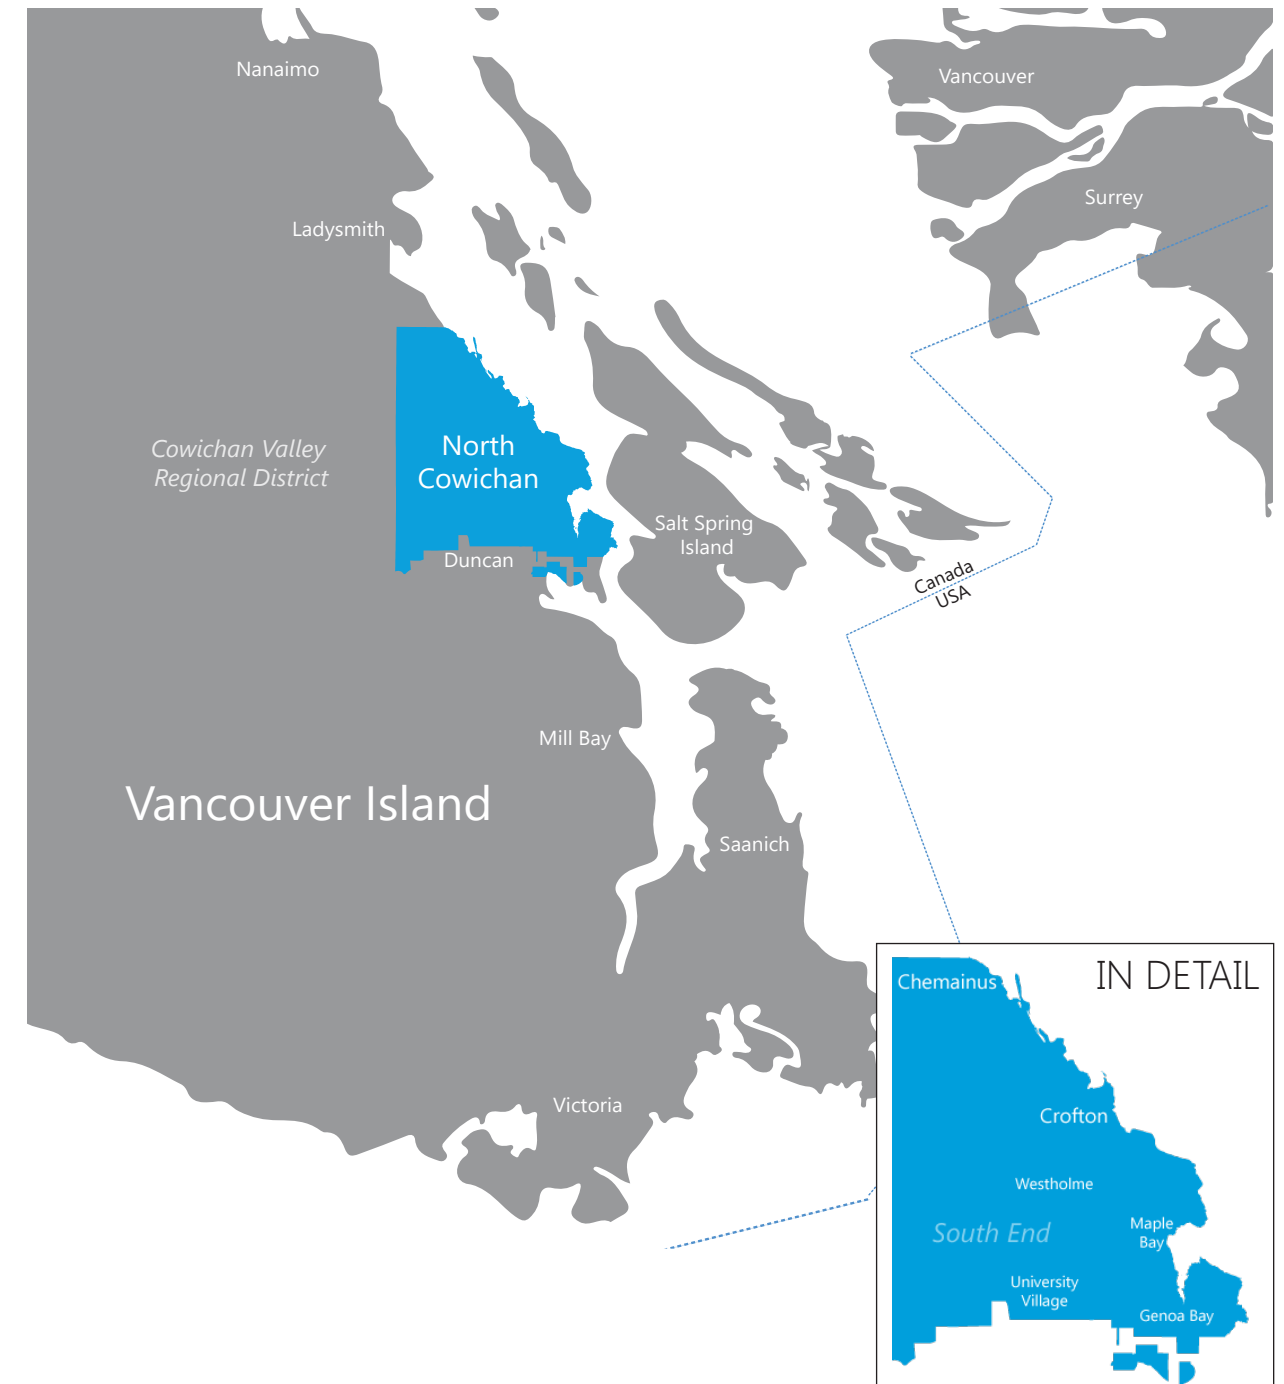 Nanaimo
Vancouver
Surrey
Ladysmith
Cowichan Valley
Regional District
North
Cowichan
Salt Spring
Island
Duncan
Canada
USA
Mill Bay
Vancouver Island
Saanich
Victoria
IN DETAIL
Chemainus
Crofton
Westholme
Maple
Bay
South End
University
Village
Genoa Bay